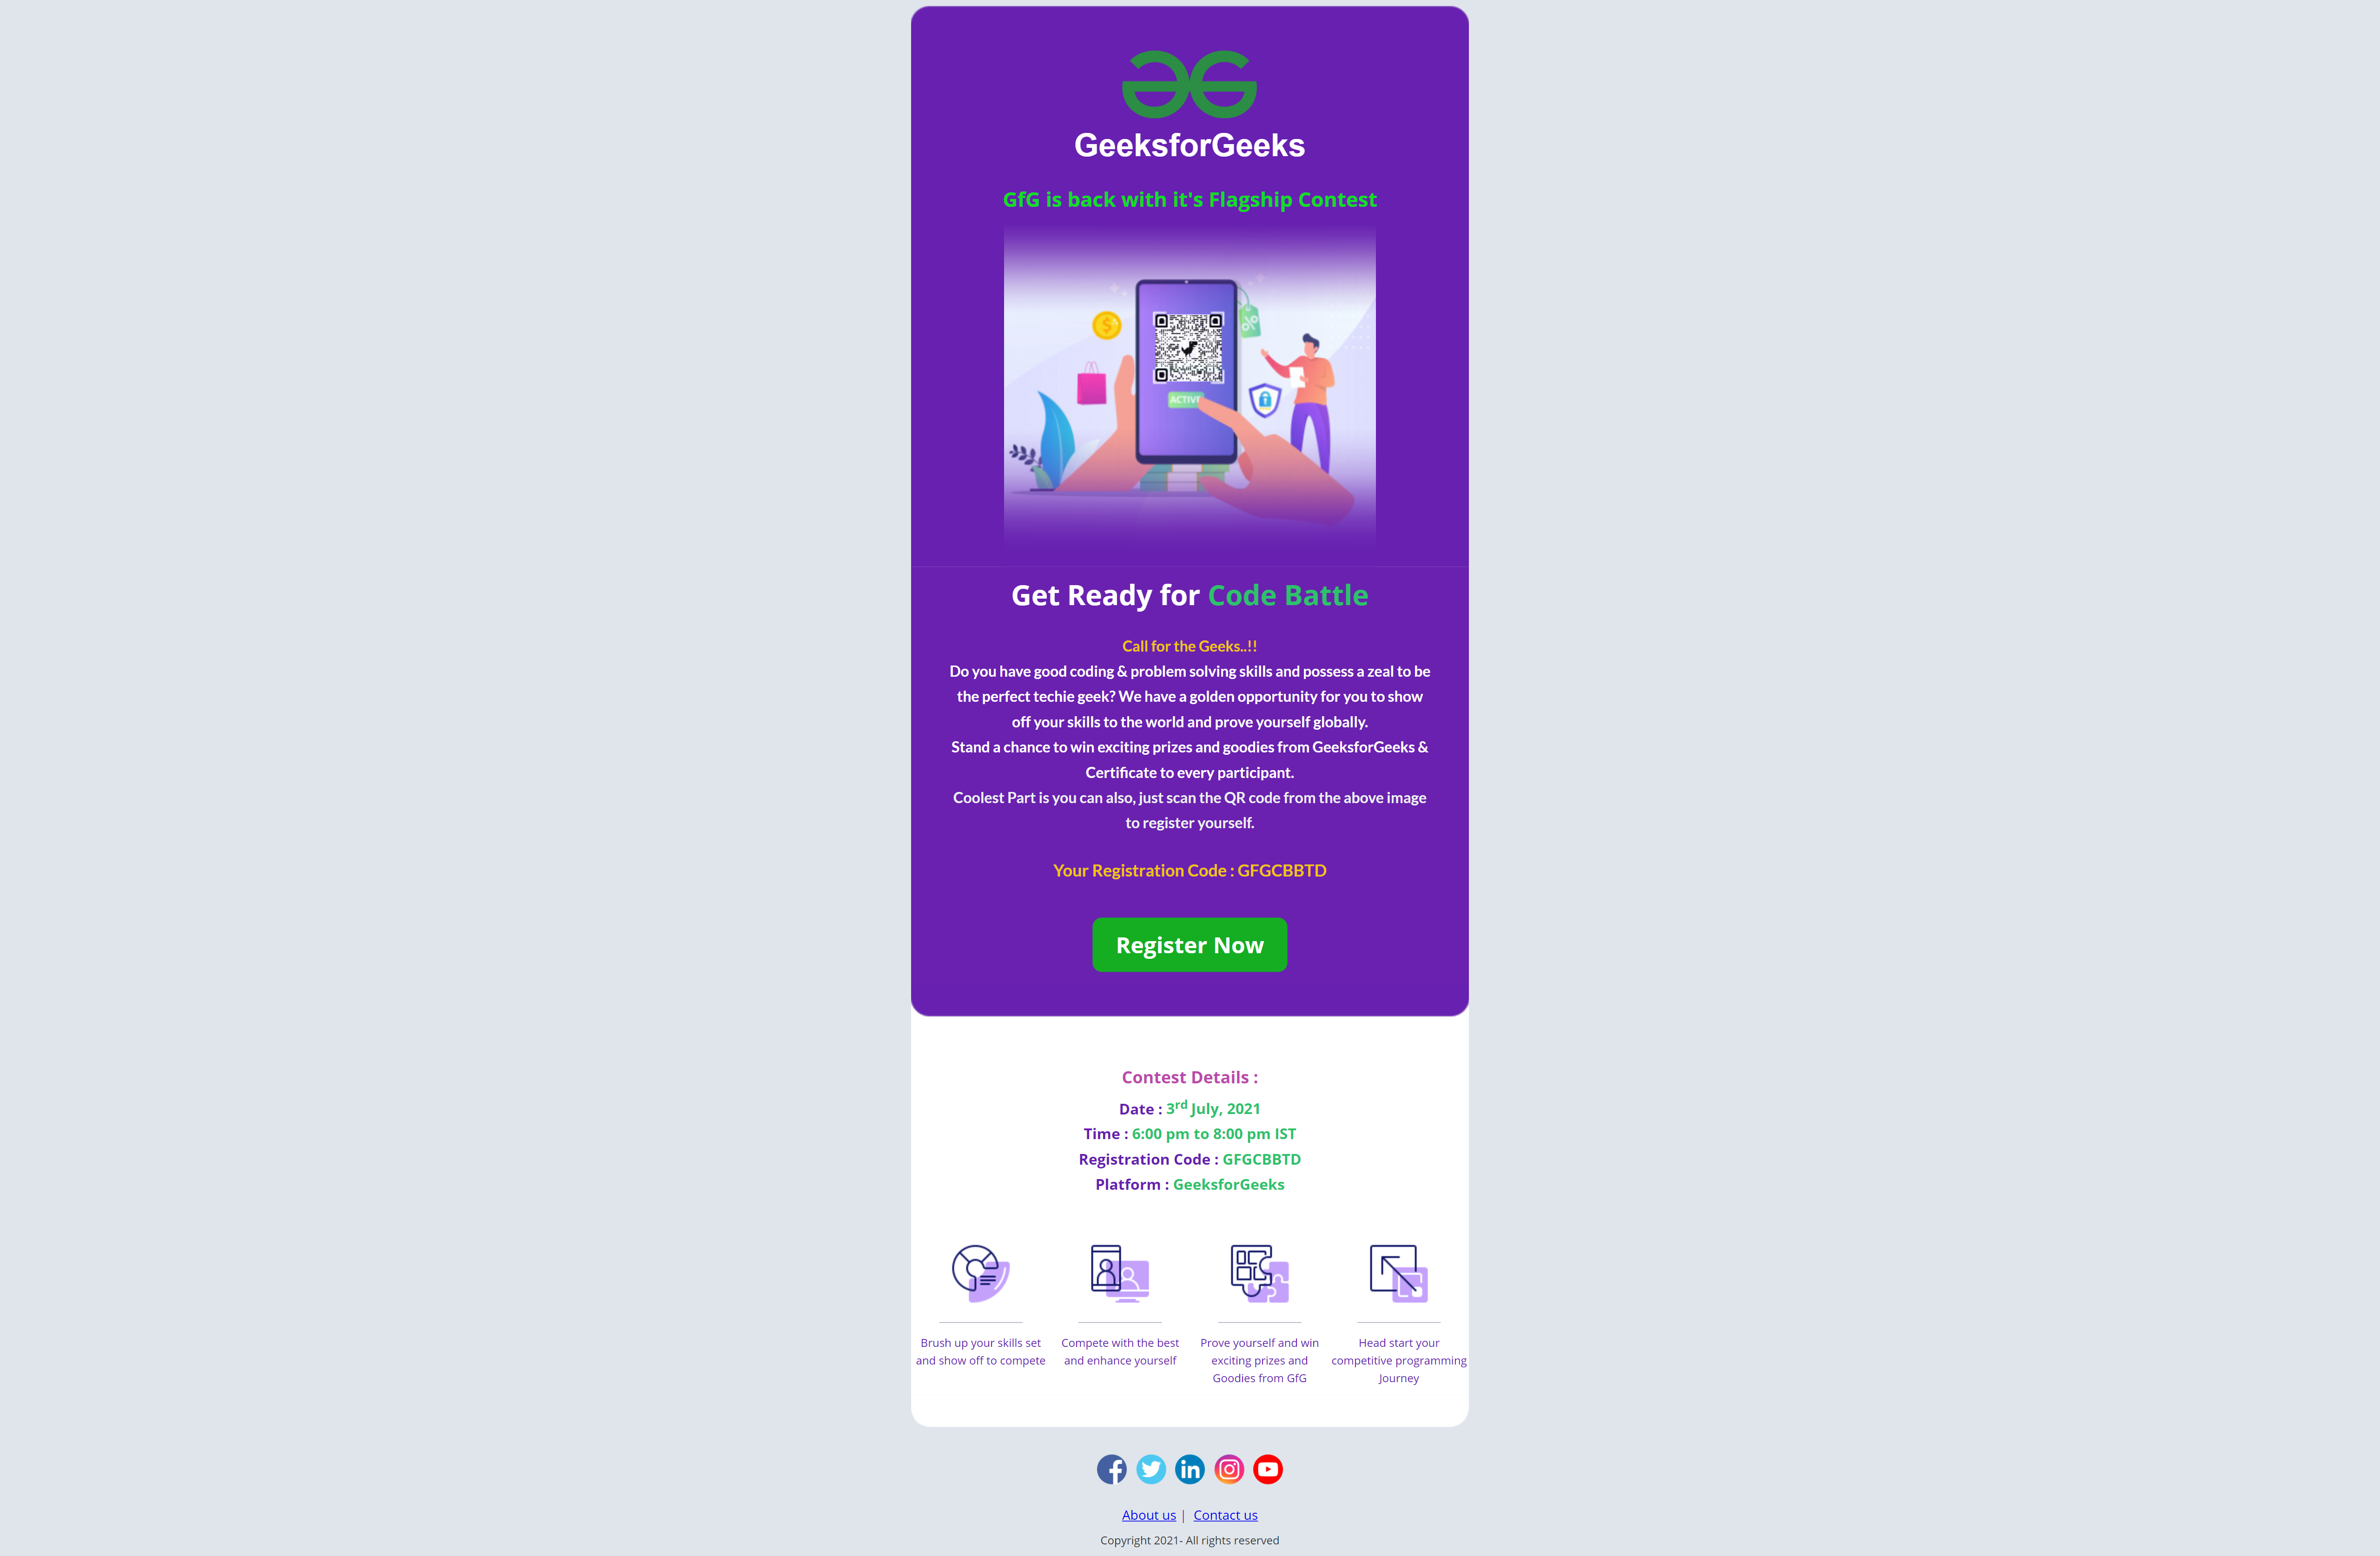 GeeksforGeeks
GfG is back with it's Flagship Contest
ACTIVE
Get Ready for Code Battle
Call for the Geeks..!!
Do you have good coding & problem solving skills and possess a zeal to be
the perfect techie geek? We have a golden opportunity for you to show
off your skills to the world and prove yourself globally.
Stand a chance to win exciting prizes and goodies from GeeksforGeeks &
Certificate to every participant.
Coolest Part is you can also, just scan the QR code from the above image
to register yourself.
Your Registration Code : GFGCBBTD
Register Now
Contest Details :
Date : 3rd July, 2021
Time : 6:00 pm to 8:00 pm IST
Registration Code : GFGCBBTD
Platform : GeeksforGeeks
Brush up your skills set
and show off to compete
Compete with the best
and enhance yourself
Prove yourself and win
exciting prizes and
Goodies from GfG
Head start your
competitive programming
Journey
About us | Contact us
Copyright 2021- All rights reserved